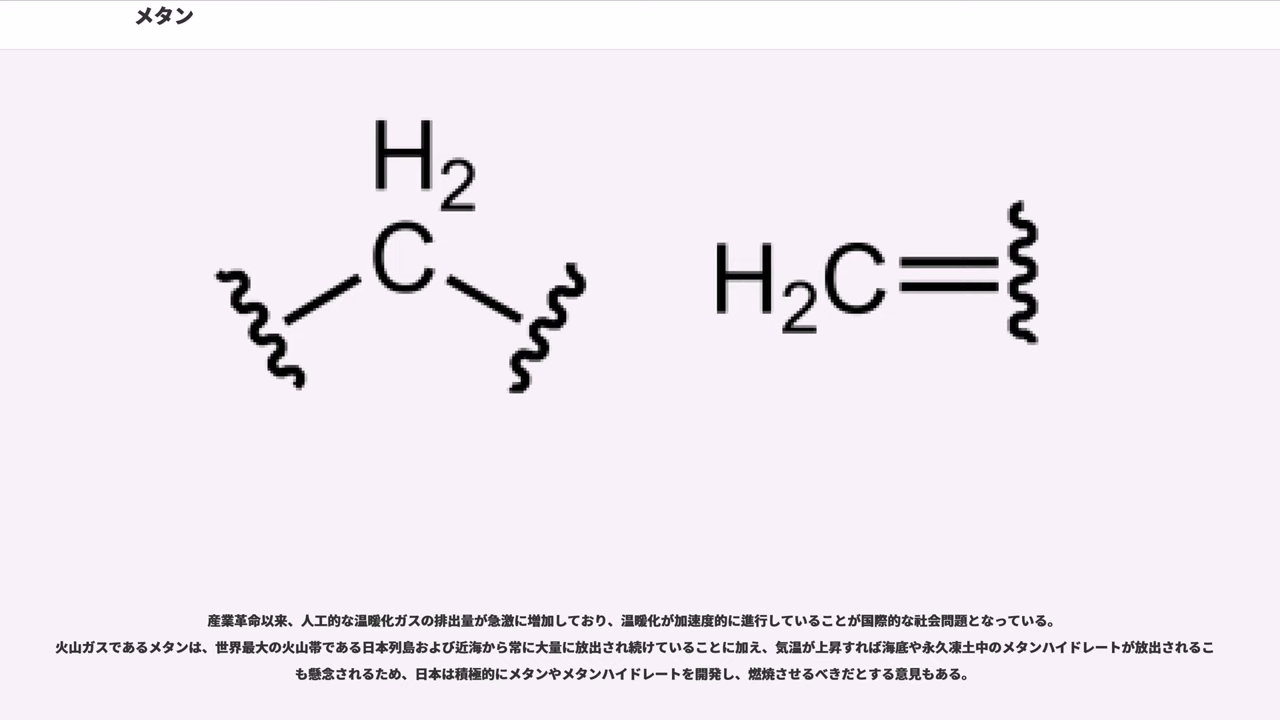 メタン
H2
C
H2C
産業革命以来、人工的な温暖化ガスの排出量が急激に増加しており、温暖化が加速度的に進行していることが国際的な社会問題となっている。
火山ガスであるメタンは、世界最大の火山帯である日本列島および近海から常に大量に放出され続けていることに加え、気温が上昇すれば海底や永久凍土中のメタンハイドレートが放出されるこ
も懸念されるため、日本は積極的にメタンやメタンハイドレートを開発し、燃焼させるべきだとする意見もある。